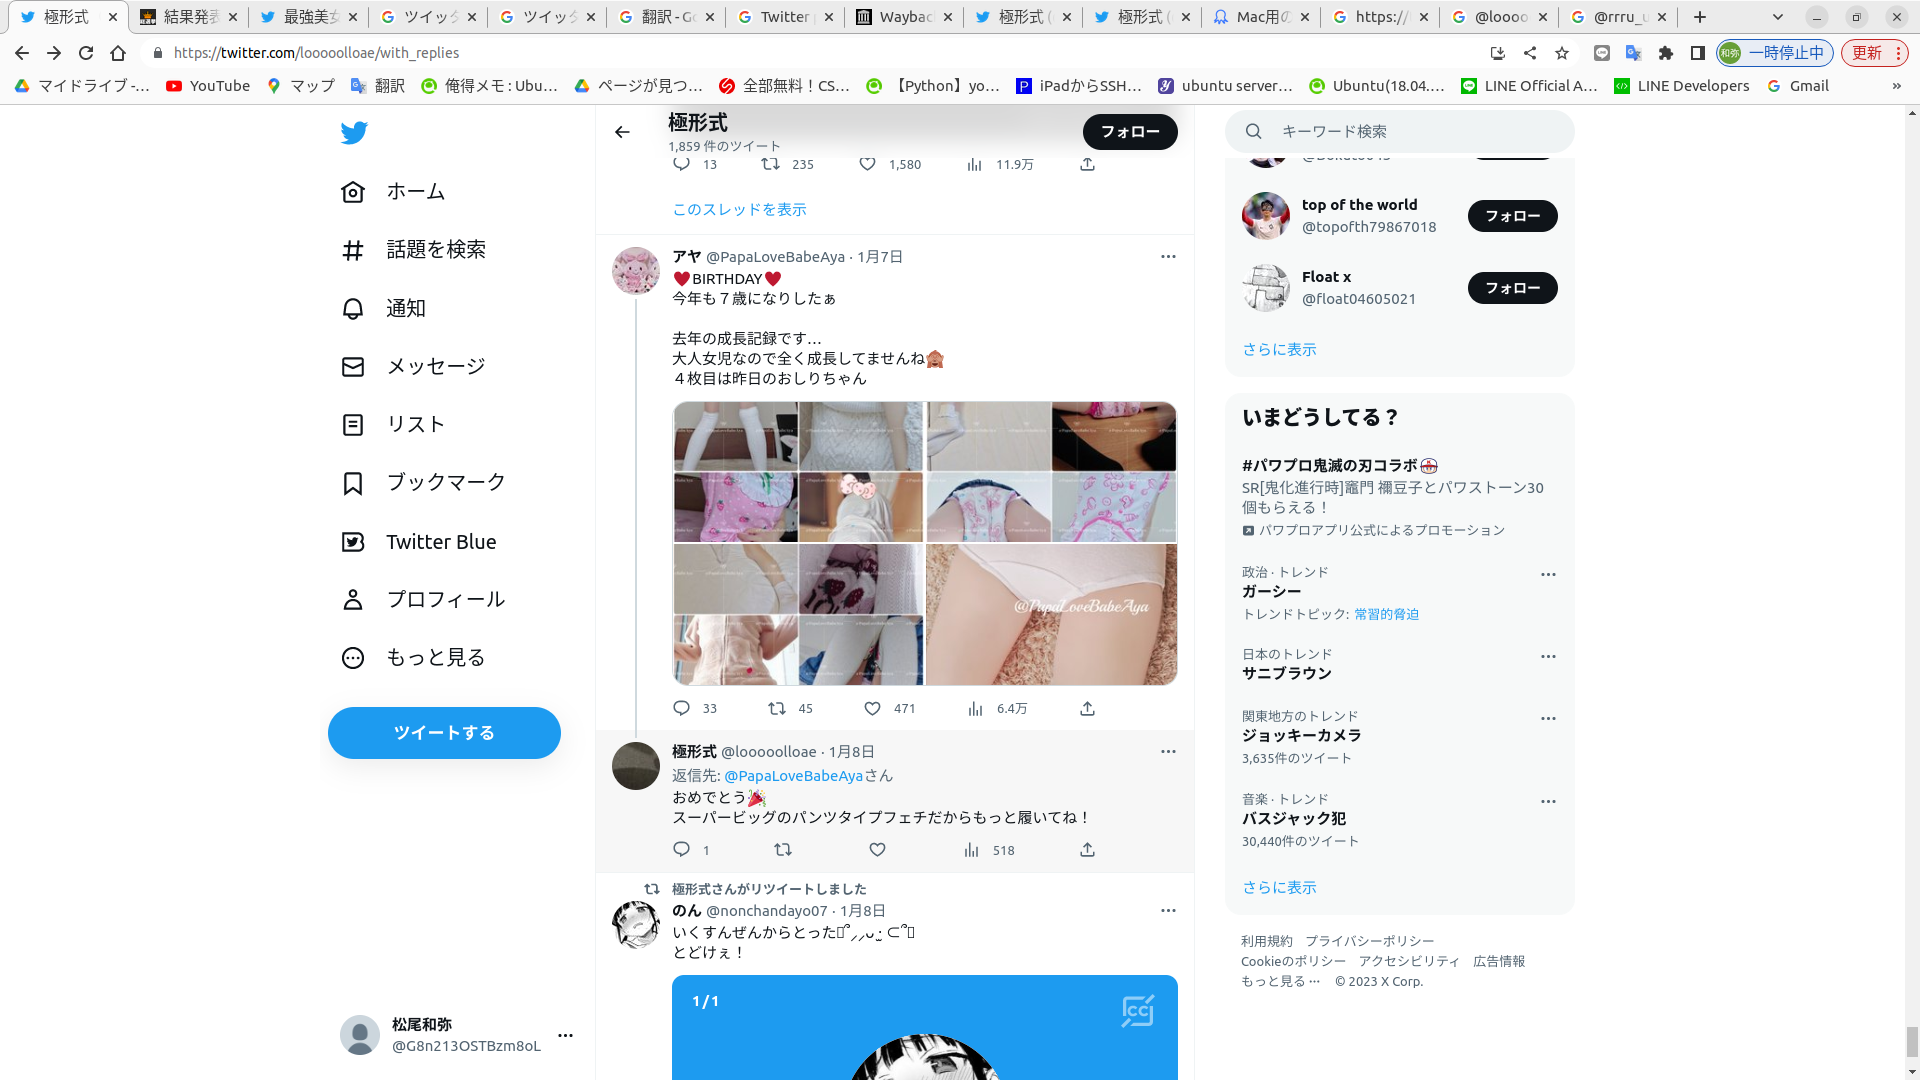 極形式
結果発表
最強美女
ツイッタ
ツイッタ
翻訳 - Go
Twitter
Wayback
極形式 (
極形式 (
Mac用の
https://
@loooo
@rrru_u
https://twitter.com/looooolloae/with_replies
和弥 一時停止中
更新
マイドライブ -…
YouTube
マップ
翻訳
俺得メモ : Ubu…
ページが見つ…
全部無料！CS…
【Python】yo…
iPadからSSH…
ubuntu server…
Ubuntu(18.04.…
LINE Official A…
LINE Developers
Gmail
»
ホーム
話題を検索
通知
メッセージ
リスト
ブックマーク
Twitter Blue
プロフィール
もっと見る
ツイートする
松尾和弥
@G8n213OSTBzm8oL
極形式
1,859 件のツイート
フォロー
13 235 1,580 11.9万
このスレッドを表示
アヤ @PapaLoveBabeAya · 1月7日
♥BIRTHDAY♥
今年も７歳になりしたぁ
去年の成長記録です…
大人女児なので全く成長してませんね🙈
４枚目は昨日のおしりちゃん
@PapaLoveBabeAya
33 45 471 6.4万
極形式 @looooolloae · 1月8日
返信先: @PapaLoveBabeAyaさん
おめでとう🎉
スーパービッグのパンツタイプフェチだからもっと履いてね！
1 518
極形式さんがリツイートしました
のん @nonchandayo07 · 1月8日
いくすんぜんからとった
とどけぇ！
1 / 1
キーワード検索
top of the world
@topofth79867018
フォロー
Float x
@float04605021
フォロー
さらに表示
いまどうしてる？
#パワプロ鬼滅の刃コラボ
SR[鬼化進行時]竈門 禰豆子とパワストーン30
個もらえる！
パワプロアプリ公式によるプロモーション
政治 · トレンド
ガーシー
トレンドトピック: 常習的脅迫
日本のトレンド
サニブラウン
関東地方のトレンド
ジョッキーカメラ
3,635件のツイート
音楽 · トレンド
バスジャック犯
30,440件のツイート
さらに表示
利用規約 プライバシーポリシー
Cookieのポリシー アクセシビリティ 広告情報
もっと見る ··· © 2023 X Corp.